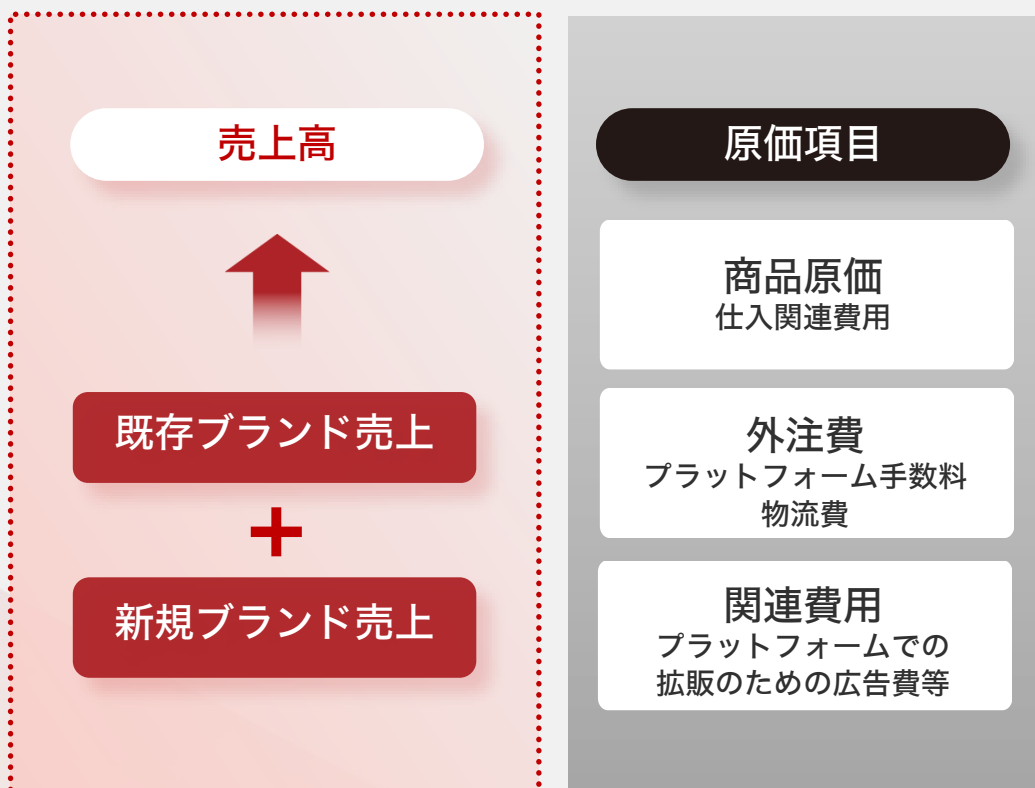 売上高
既存ブランド売上
+
新規ブランド売上
原価項目
商品原価
仕入関連費用
外注費
プラットフォーム手数料
物流費
関連費用
プラットフォームでの
拡販のための広告費等